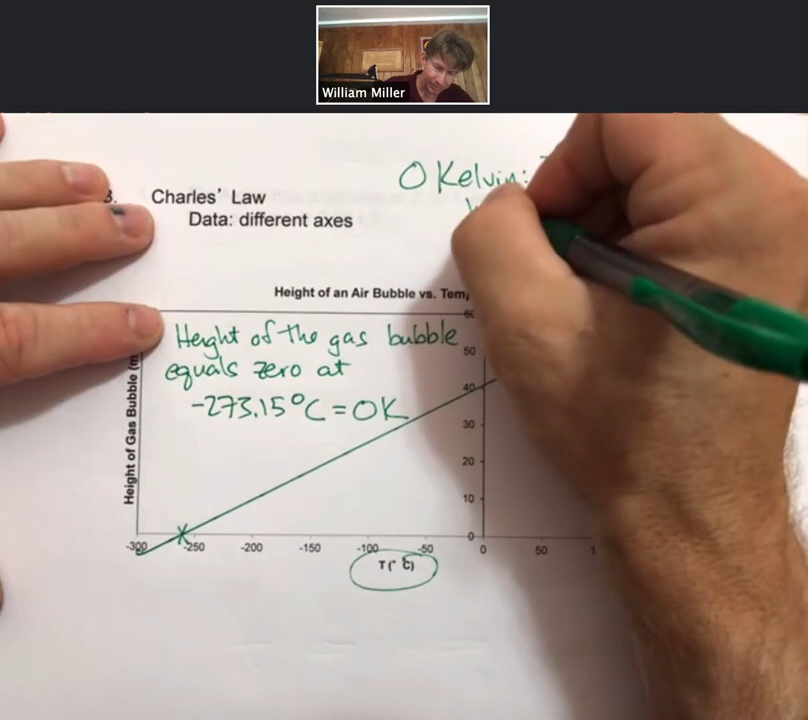 William Miller
3. Charles' Law
Data: different axes
O Kelvin:
Height of an Air Bubble vs. Tem
Height of the gas bubble
equals zero at
-273.15°C = OK
Height of Gas Bubble (m
60
50
40
30
20
10
0
-300 -250 -200 -150 -100 -50 0 50 1
T(° C)